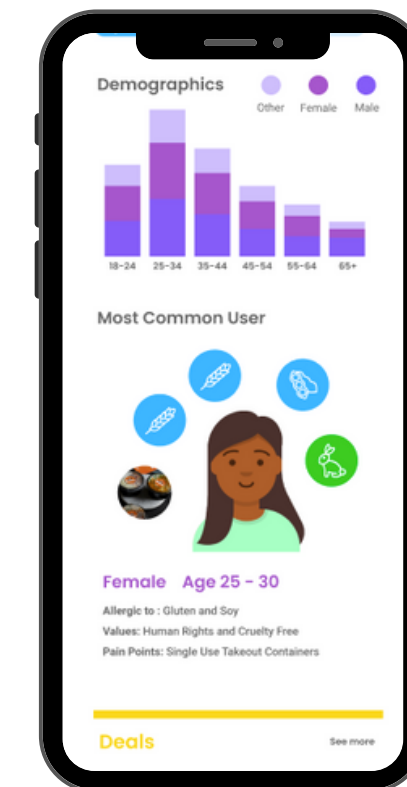 Demographics
Other Female Male
18-24 25-34 35-44 45-54 55-64 65+
Most Common User
Female Age 25 - 30
Allergic to : Gluten and Soy
Values: Human Rights and Cruelty Free
Pain Points: Single Use Takeout Containers
Deals See more